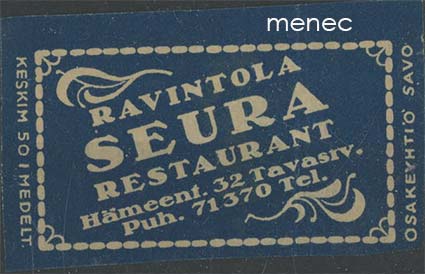 menec
RAVINTOLA
SEURA
RESTAURANT
Hämeent. 32 Tavastv.
Puh. 71370 Tel.
KESKIM 50 I MEDELT.
OSAKEYHTIÖ SAVO